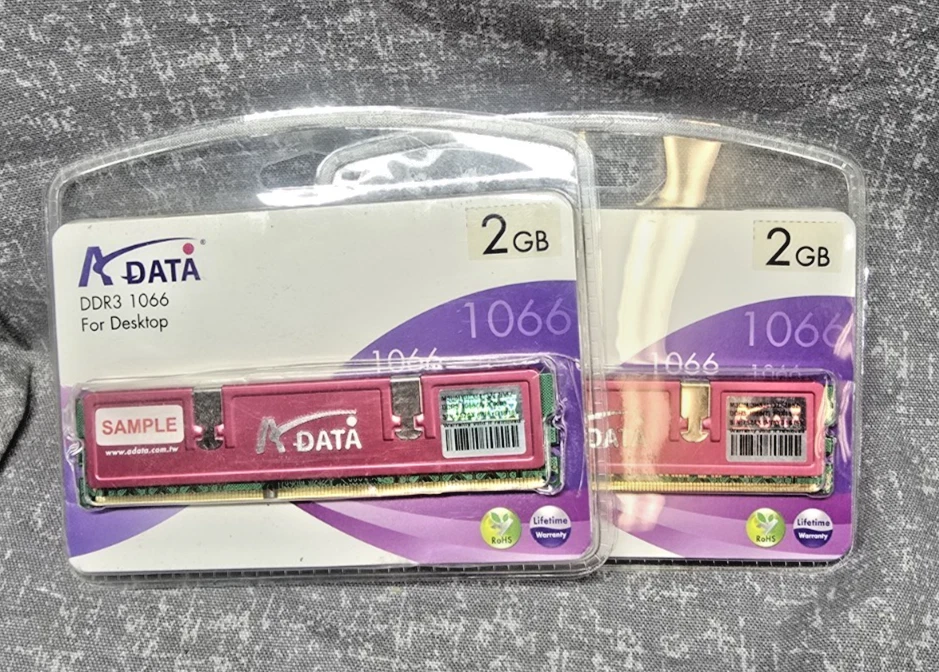 ADATA
DDR3 1066
For Desktop
2GB
1066
1066
SAMPLE
www.adata.com.tw
ADATA
RoHS
Lifetime
Warranty
2GB
1066
1066
1066
DATA
RoHS
Lifetime
Warranty